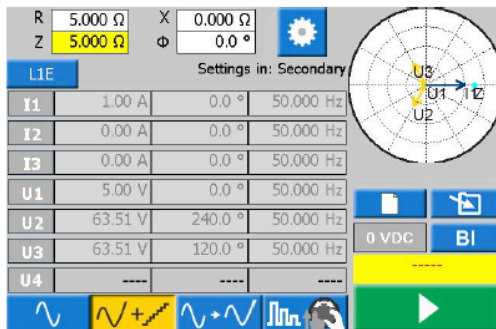 R 5.000 Ω X 0.000 Ω
Z 5.000 Ω Φ 0.0 °
L1E Settings in: Secondary
I1 1.00 A 0.0 ° 50.000 Hz
I2 0.00 A 0.0 ° 50.000 Hz
I3 0.00 A 0.0 ° 50.000 Hz
U1 5.00 V 0.0 ° 50.000 Hz
U2 63.51 V 240.0 ° 50.000 Hz
U3 63.51 V 120.0 ° 50.000 Hz
U4 ---- ---- ----
U3
U1
U2
0 VDC BI
-----